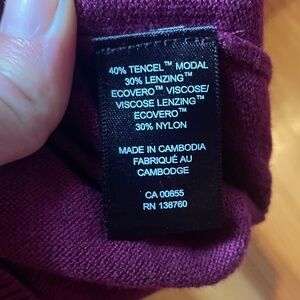 40% TENCEL™ MODAL
30% LENZING™
ECOVERO™ VISCOSE/
VISCOSE LENZING™
ECOVERO™
30% NYLON
MADE IN CAMBODIA
FABRIQUÉ AU
CAMBODGE
CA 00855
RN 138760